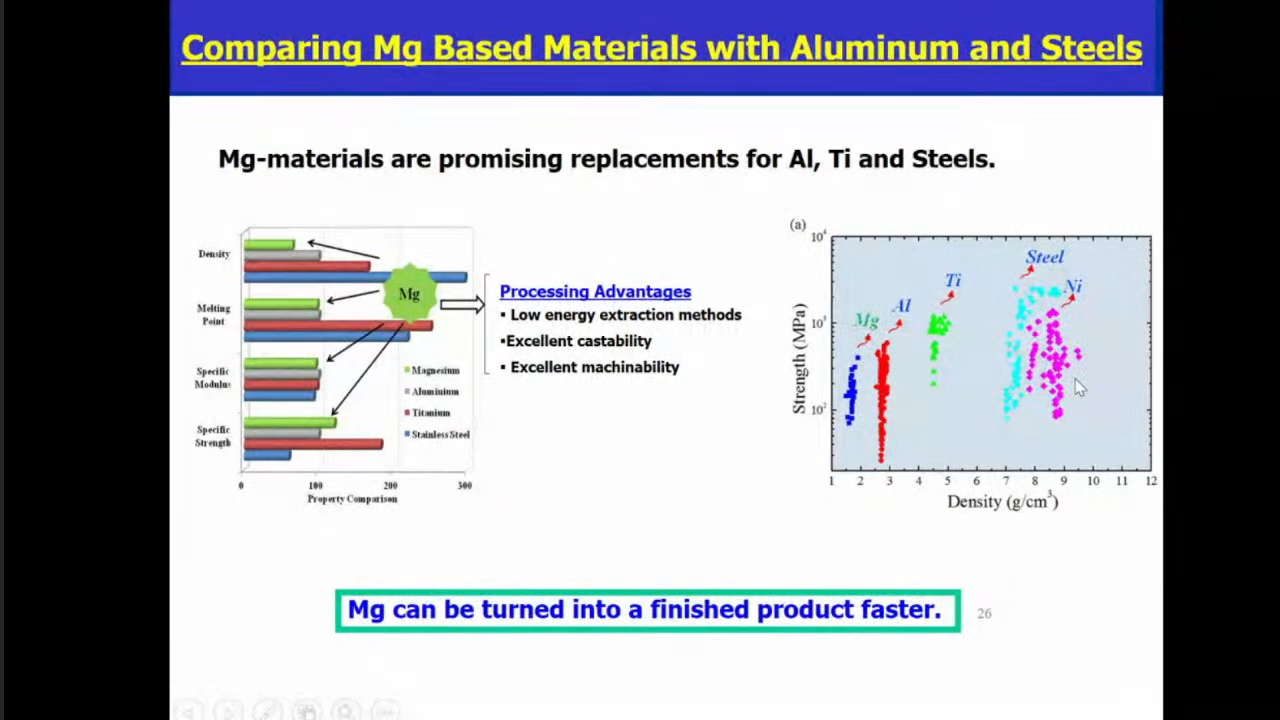 Comparing Mg Based Materials with Aluminum and Steels
Mg-materials are promising replacements for Al, Ti and Steels.
Density
Melting
Point
Specific
Modulus
Specific
Strength
Mg
Magnesium
Aluminium
Titanium
Stainless Steel
0 100 200 300
Property Comparison
Processing Advantages
▪ Low energy extraction methods
▪Excellent castability
▪ Excellent machinability
(a)
10⁴
10³
10²
Strength (MPa)
Mg
Al
Ti
Steel
Ni
1 2 3 4 5 6 7 8 9 10 11 12
Density (g/cm³)
Mg can be turned into a finished product faster.
26